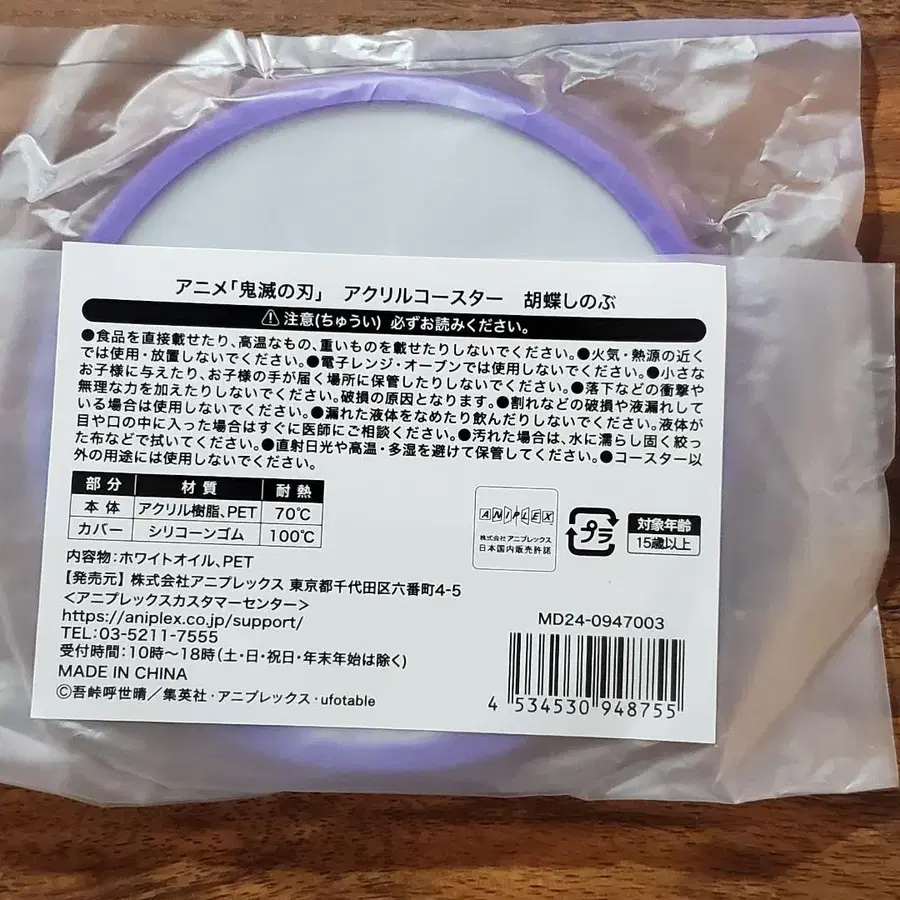 アニメ「鬼滅の刃」 アクリルコースター 胡蝶しのぶ
⚠注意(ちゅうい) 必ずお読みください。
●食品を直接載せたり、高温なもの、重いものを載せたりしないでください。●火気・熱源の近く
では使用・放置しないでください。●電子レンジ・オーブンでは使用しないでください。●小さな
お子様に与えたり、お子様の手が届く場所に保管したりしないでください。●落下などの衝撃や
無理な力を加えたりしないでください。破損の原因となります。●割れなどの破損や液漏れして
いる場合は使用しないでください。●漏れた液体をなめたり飲んだりしないでください。液体が
目や口の中に入った場合はすぐに医師にご相談ください。●汚れた場合は、水に濡らし固く絞っ
た布などで拭いてください。●直射日光や高温・多湿を避けて保管してください。●コースター以
外の用途には使用しないでください。
部分 材質 耐熱
本体 アクリル樹脂、PET 70℃
カバー シリコーンゴム 100℃
ANIPLEX
株式会社アニプレックス
日本国内販売許諾
プラ
対象年齢
15歳以上
内容物:ホワイトオイル、PET
【発売元】株式会社アニプレックス 東京都千代田区六番町4-5
<アニプレックスカスタマーセンター>
https://aniplex.co.jp/support/
TEL:03-5211-7555
受付時間:10時〜18時(土・日・祝日・年末年始は除く)
MADE IN CHINA
©吾峠呼世晴/集英社・アニプレックス・ufotable
MD24-0947003
4 534530 948755